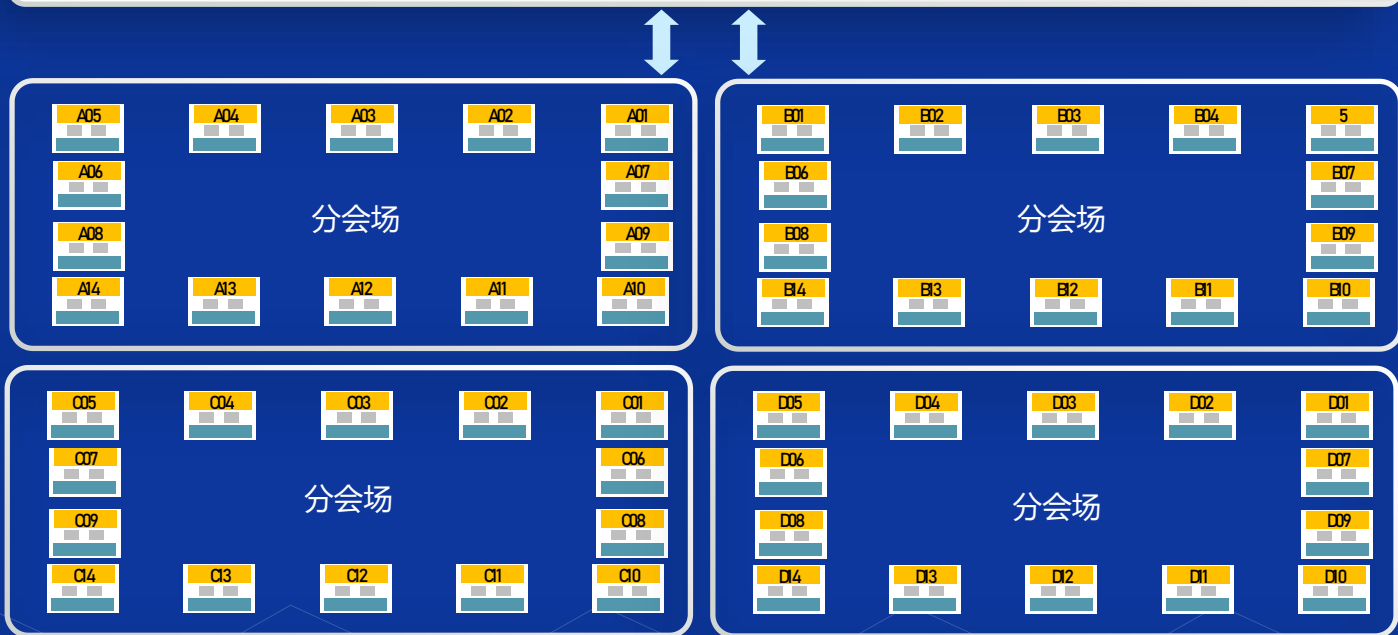 A05 A04 A03 A02 A01
A06 A07
分会场
A08 A09
A14 A13 A12 A11 A10
B01 B02 B03 B04 5
B06 B07
分会场
B08 B09
B14 B13 B12 B11 B10
C05 C04 C03 C02 C01
C07 C06
分会场
C09 C08
C14 C13 C12 C11 C10
D05 D04 D03 D02 D01
D06 D07
分会场
D08 D09
D14 D13 D12 D11 D10